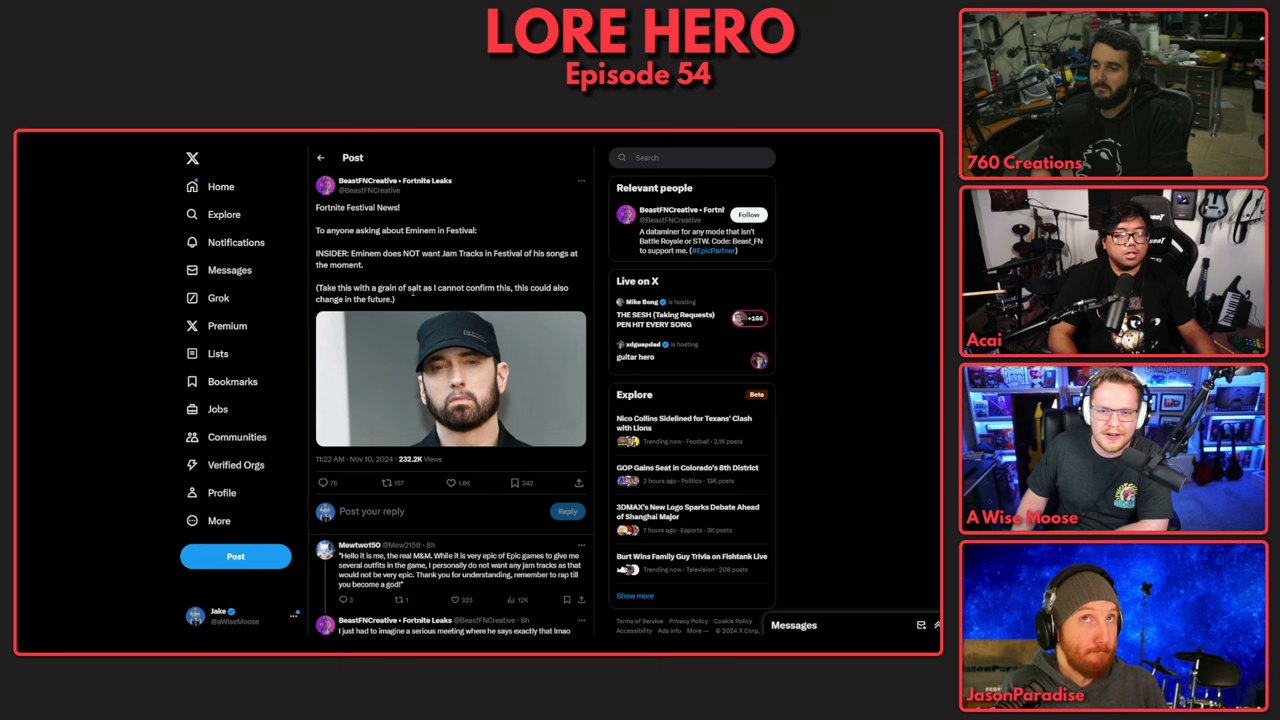 LORE HERO
Episode 54
Home
Explore
Notifications
Messages
Grok
Premium
Lists
Bookmarks
Jobs
Communities
Verified Orgs
Profile
More
Post
Jake
@aWiseMoose
Post
BeastFNCreative • Fortnite Leaks
@BeastFNCreative
Fortnite Festival News!
To anyone asking about Eminem in Festival:
INSIDER: Eminem does NOT want Jam Tracks in Festival of his songs at
the moment.
(Take this with a grain of salt as I cannot confirm this, this could also
change in the future.)
11:22 AM · Nov 10, 2024 · 232.2K Views
76 157 1.8K 242
Post your reply
Reply
Mewtwo150 @Mew2150 · 8h
"Hello it is me, the real M&M. While it is very epic of Epic games to give me
several outfits in the game, I personally do not want any jam tracks as that
would not be very epic. Thank you for understanding, remember to rap till
you become a god!"
3 1 323 12K
BeastFNCreative • Fortnite Leaks @BeastFNCreative · 8h
I just had to imagine a serious meeting where he says exactly that lmao
Search
Relevant people
BeastFNCreative • Fortni
@BeastFNCreative
Follow
A dataminer for any mode that isn't
Battle Royale or STW. Code: Beast_FN
to support me. (#EpicPartner)
Live on X
Mike Bong is hosting
THE SESH (Taking Requests)
PEN HIT EVERY SONG
+166
xdguapdad is hosting
guitar hero
Explore
Beta
Nico Collins Sidelined for Texans' Clash
with Lions
Trending now · Football · 2.1K posts
GOP Gains Seat in Colorado's 8th District
2 hours ago · Politics · 13K posts
3DMAX's New Logo Sparks Debate Ahead
of Shanghai Major
7 hours ago · Esports · 3K posts
Burt Wins Family Guy Trivia on Fishtank Live
Trending now · Television · 208 posts
Show more
Terms of Service Privacy Policy Cookie Policy
Accessibility Ads info More ··· © 2024 X Corp.
Messages
760 Creations
Acai
A Wise Moose
JasonParadise